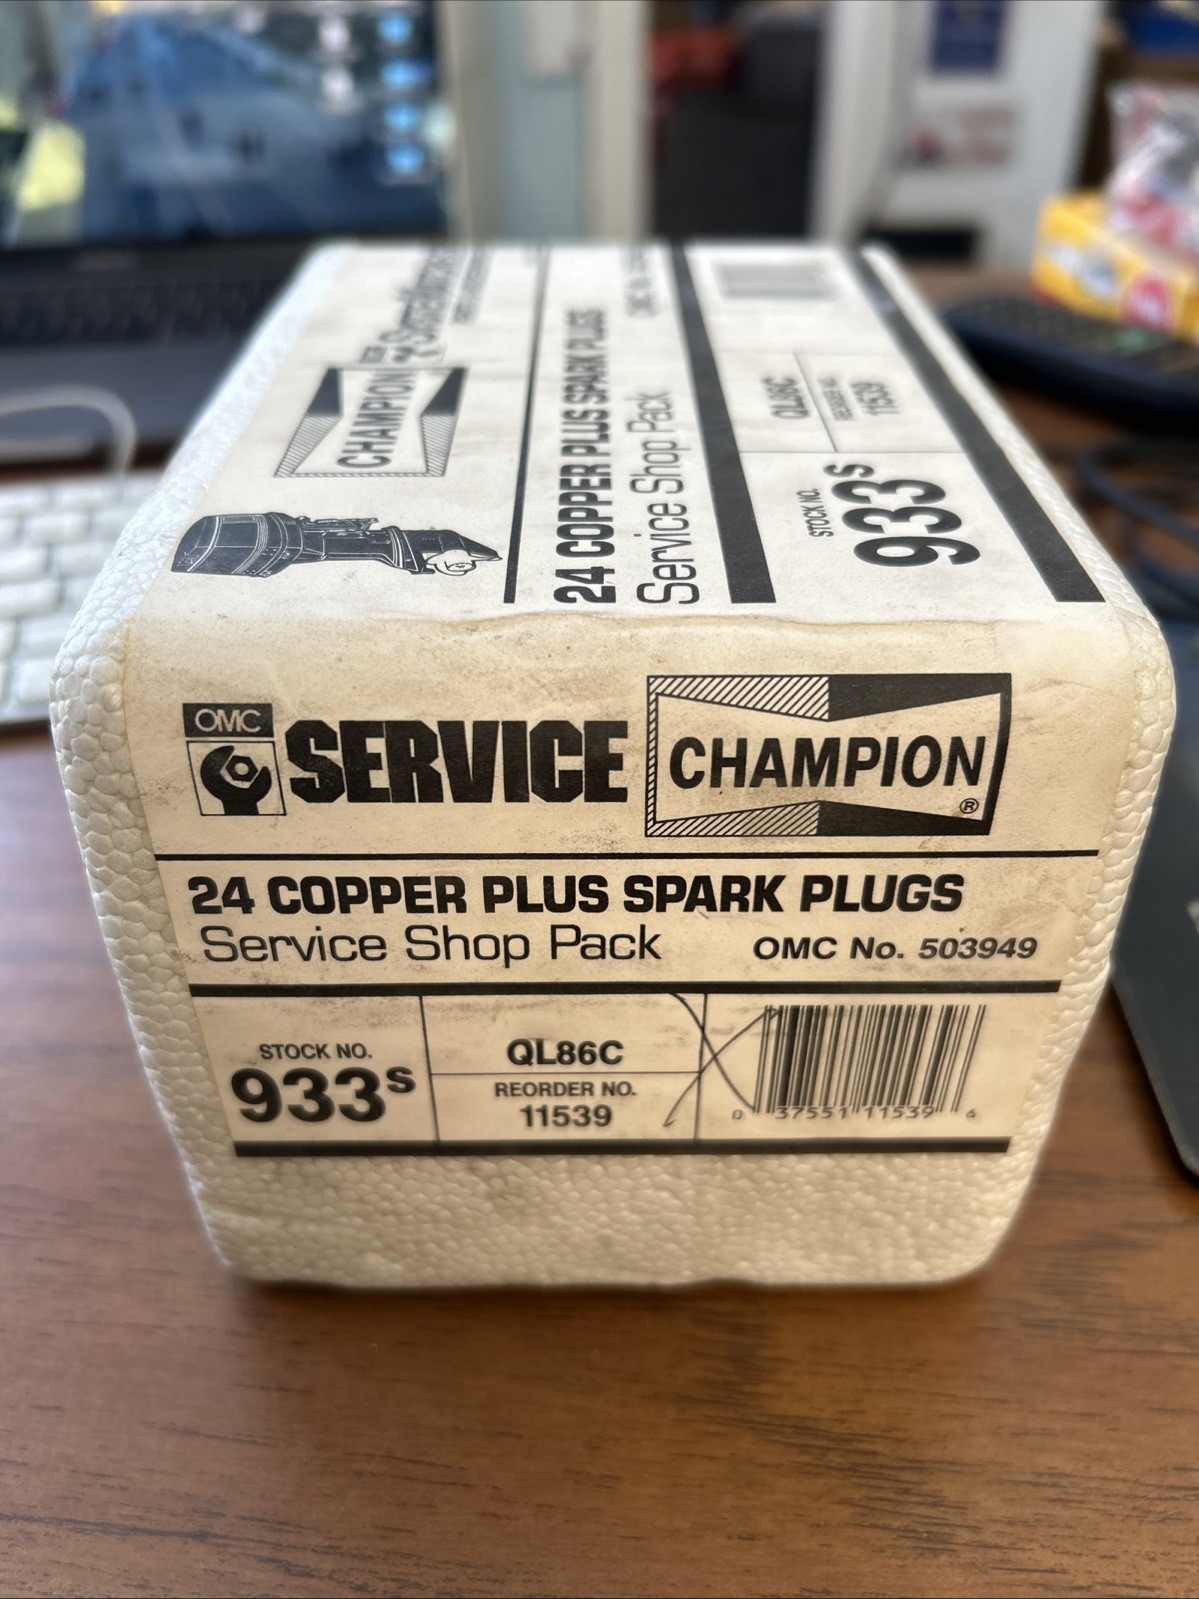 CHAMPION
24 COPPER PLUS SPARK PLUGS
Service Shop Pack
QL86C
REORDER NO.
11539
STOCK NO.
933S
OMC
SERVICE
CHAMPION
®
24 COPPER PLUS SPARK PLUGS
Service Shop Pack
OMC No. 503949
STOCK NO.
933S
QL86C
REORDER NO.
11539
0 37551 11539 4